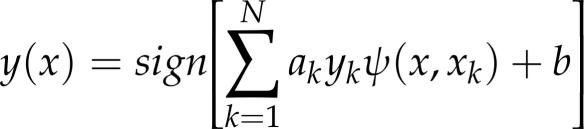 y(x) = sign[∑_{k=1}^{N} a_k y_k ψ(x, x_k) + b]